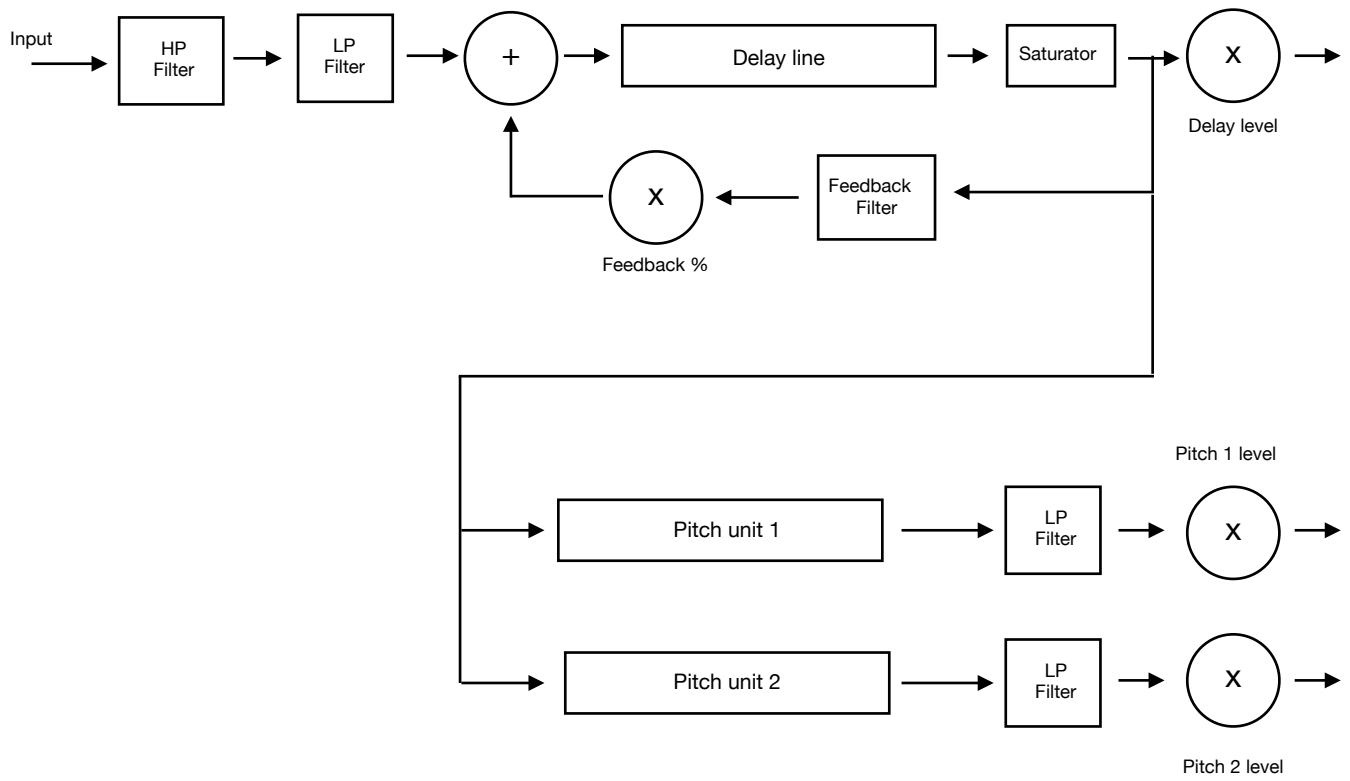 Input
HP
Filter
LP
Filter
+
Delay line
Saturator
X
Delay level
X
Feedback
Filter
Feedback %
Pitch 1 level
Pitch unit 1
LP
Filter
X
Pitch unit 2
LP
Filter
X
Pitch 2 level